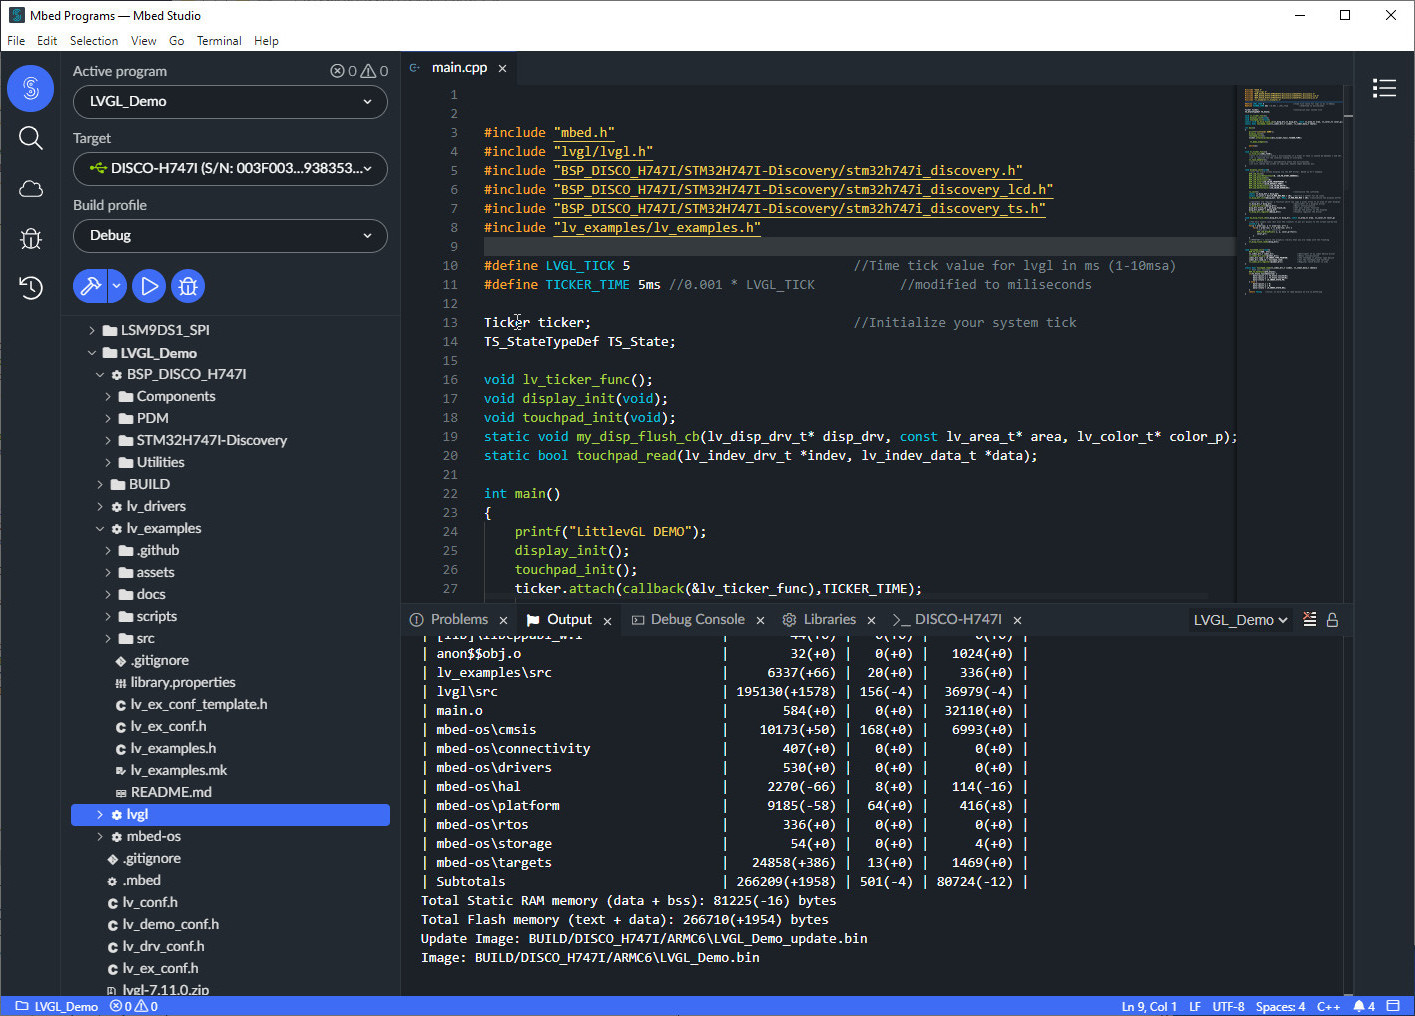 Mbed Programs — Mbed Studio
File Edit Selection View Go Terminal Help
Active program 0 0
LVGL_Demo
Target
DISCO-H747I (S/N: 003F003...938353...
Build profile
Debug
LSM9DS1_SPI
LVGL_Demo
BSP_DISCO_H747I
Components
PDM
STM32H747I-Discovery
Utilities
BUILD
lv_drivers
lv_examples
.github
assets
docs
scripts
src
.gitignore
library.properties
lv_ex_conf_template.h
lv_ex_conf.h
lv_examples.h
lv_examples.mk
README.md
lvgl
mbed-os
.gitignore
.mbed
lv_conf.h
lv_demo_conf.h
lv_drv_conf.h
lv_ex_conf.h
lvgl-7.11.0.zip
main.cpp
1
2
3 #include "mbed.h"
4 #include "lvgl/lvgl.h"
5 #include "BSP_DISCO_H747I/STM32H747I-Discovery/stm32h747i_discovery.h"
6 #include "BSP_DISCO_H747I/STM32H747I-Discovery/stm32h747i_discovery_lcd.h"
7 #include "BSP_DISCO_H747I/STM32H747I-Discovery/stm32h747i_discovery_ts.h"
8 #include "lv_examples/lv_examples.h"
9
10 #define LVGL_TICK 5 //Time tick value for lvgl in ms (1-10msa)
11 #define TICKER_TIME 5ms //0.001 * LVGL_TICK //modified to miliseconds
12
13 Ticker ticker; //Initialize your system tick
14 TS_StateTypeDef TS_State;
15
16 void lv_ticker_func();
17 void display_init(void);
18 void touchpad_init(void);
19 static void my_disp_flush_cb(lv_disp_drv_t* disp_drv, const lv_area_t* area, lv_color_t* color_p);
20 static bool touchpad_read(lv_indev_drv_t *indev, lv_indev_data_t *data);
21
22 int main()
23 {
24 printf("LittlevGL DEMO");
25 display_init();
26 touchpad_init();
27 ticker.attach(callback(&lv_ticker_func),TICKER_TIME);
Problems Output Debug Console Libraries DISCO-H747I LVGL_Demo
| anon$$obj.o | 32(+0) | 0(+0) | 1024(+0) |
| lv_examples\src | 6337(+66) | 20(+0) | 336(+0) |
| lvgl\src | 195130(+1578) | 156(-4) | 36979(-4) |
| main.o | 584(+0) | 0(+0) | 32110(+0) |
| mbed-os\cmsis | 10173(+50) | 168(+0) | 6993(+0) |
| mbed-os\connectivity | 407(+0) | 0(+0) | 0(+0) |
| mbed-os\drivers | 530(+0) | 0(+0) | 0(+0) |
| mbed-os\hal | 2270(-66) | 8(+0) | 114(-16) |
| mbed-os\platform | 9185(-58) | 64(+0) | 416(+8) |
| mbed-os\rtos | 336(+0) | 0(+0) | 0(+0) |
| mbed-os\storage | 54(+0) | 0(+0) | 4(+0) |
| mbed-os\targets | 24858(+386) | 13(+0) | 1469(+0) |
| Subtotals | 266209(+1958) | 501(-4) | 80724(-12) |
Total Static RAM memory (data + bss): 81225(-16) bytes
Total Flash memory (text + data): 266710(+1954) bytes
Update Image: BUILD/DISCO_H747I/ARMC6\LVGL_Demo_update.bin
Image: BUILD/DISCO_H747I/ARMC6\LVGL_Demo.bin
LVGL_Demo 0 0 Ln 9, Col 1 LF UTF-8 Spaces: 4 C++ 4